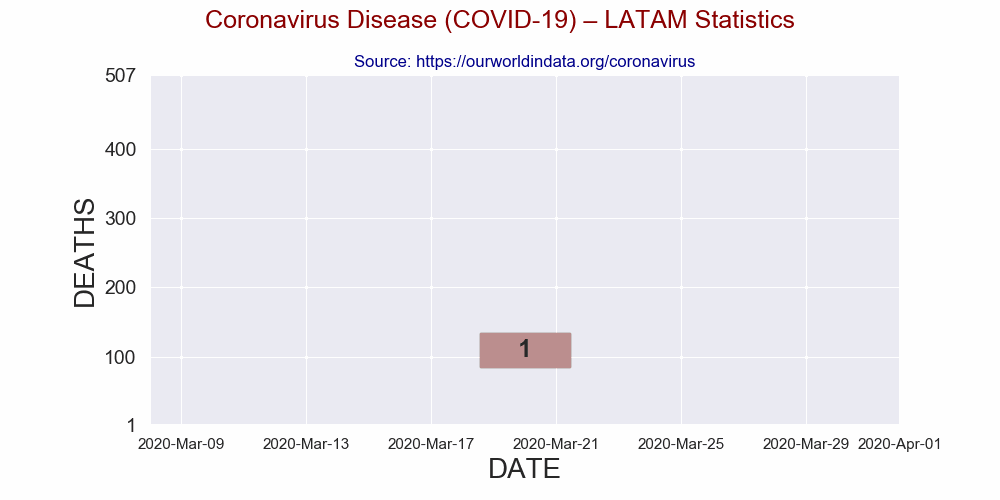 Coronavirus Disease (COVID-19) – LATAM Statistics
Source: https://ourworldindata.org/coronavirus
507
400
300
200
100
1
DEATHS
1
2020-Mar-09 2020-Mar-13 2020-Mar-17 2020-Mar-21 2020-Mar-25 2020-Mar-29 2020-Apr-01
DATE